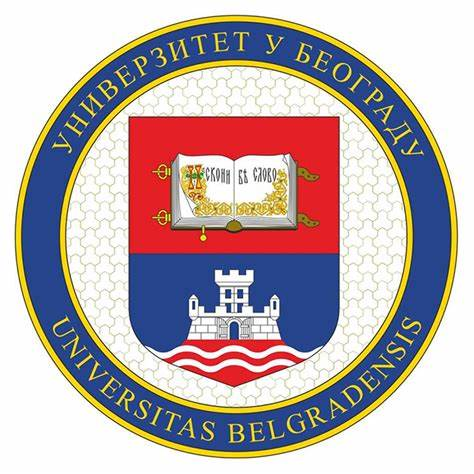 УНИВЕРЗИТЕТ У БЕОГРАДУ
Искони бѣ слово
UNIVERSITAS BELGRADENSIS